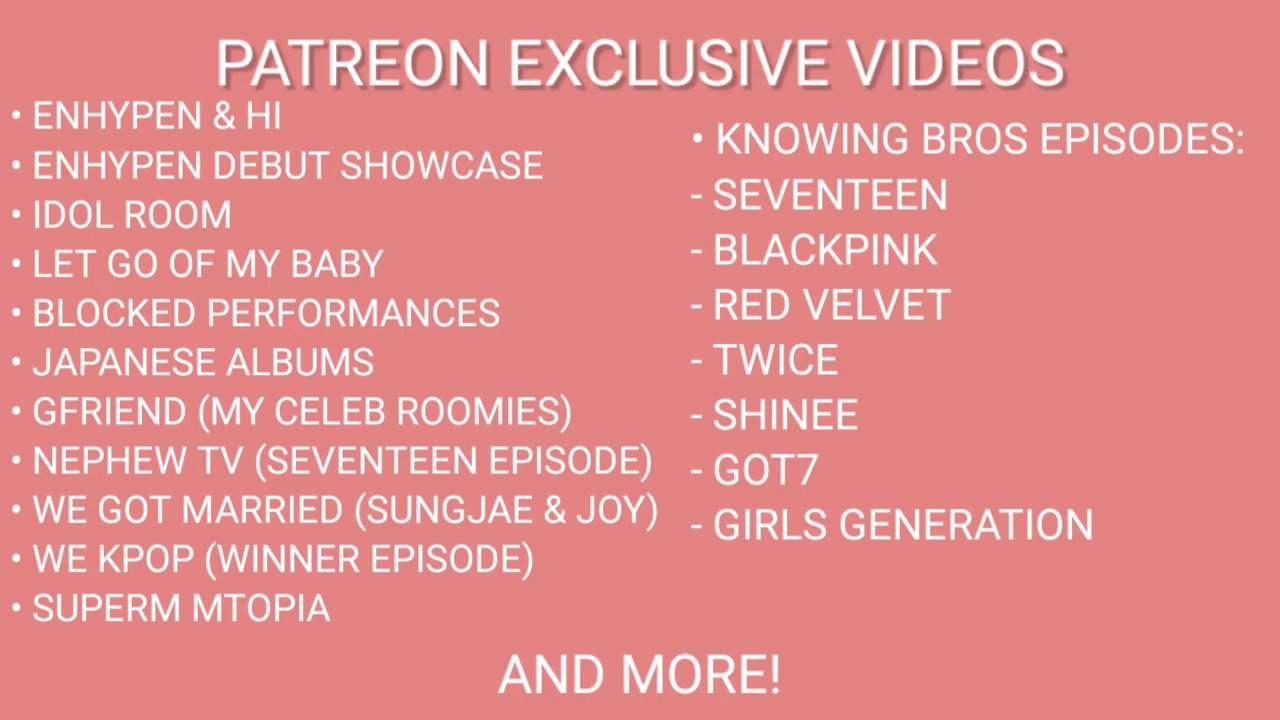 PATREON EXCLUSIVE VIDEOS
• ENHYPEN & HI
• ENHYPEN DEBUT SHOWCASE
• IDOL ROOM
• LET GO OF MY BABY
• BLOCKED PERFORMANCES
• JAPANESE ALBUMS
• GFRIEND (MY CELEB ROOMIES)
• NEPHEW TV (SEVENTEEN EPISODE)
• WE GOT MARRIED (SUNGJAE & JOY)
• WE KPOP (WINNER EPISODE)
• SUPERM MTOPIA
• KNOWING BROS EPISODES:
- SEVENTEEN
- BLACKPINK
- RED VELVET
- TWICE
- SHINEE
- GOT7
- GIRLS GENERATION
AND MORE!